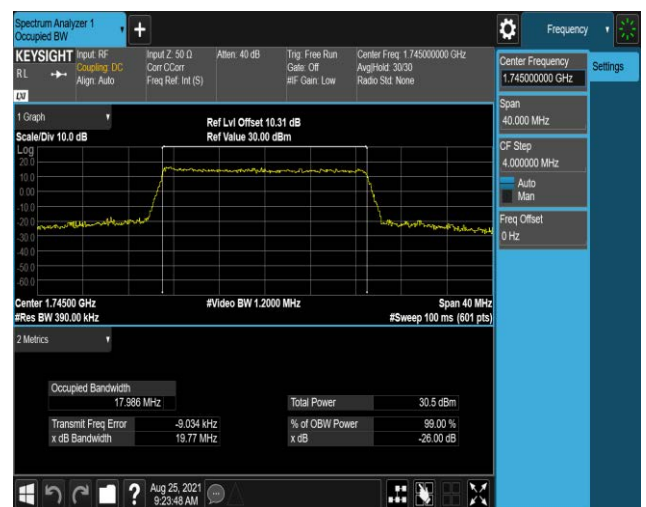 Spectrum Analyzer 1
Occupied BW
+
Frequency
KEYSIGHT
RL
LXI
Input: RF
Coupling: DC
Align: Auto
Input Z: 50 Ω
Corr CCorr
Freq Ref: Int (S)
Atten: 40 dB
Trig: Free Run
Gate: Off
#IF Gain: Low
Center Freq: 1.745000000 GHz
Avg|Hold: 30/30
Radio Std: None
Center Frequency
1.745000000 GHz
Settings
Span
40.000 MHz
CF Step
4.000000 MHz
Auto
Man
Freq Offset
0 Hz
1 Graph
Scale/Div 10.0 dB
Ref Lvl Offset 10.31 dB
Ref Value 30.00 dBm
Log
20.0
10.0
0.00
-10.0
-20.0
-30.0
-40.0
-50.0
-60.0
Center 1.74500 GHz
#Res BW 390.00 kHz
#Video BW 1.2000 MHz
Span 40 MHz
#Sweep 100 ms (601 pts)
2 Metrics
Occupied Bandwidth
17.986 MHz
Total Power 30.5 dBm
Transmit Freq Error -9.034 kHz
% of OBW Power 99.00 %
x dB Bandwidth 19.77 MHz
x dB -26.00 dB
?
Aug 25, 2021
9:23:48 AM